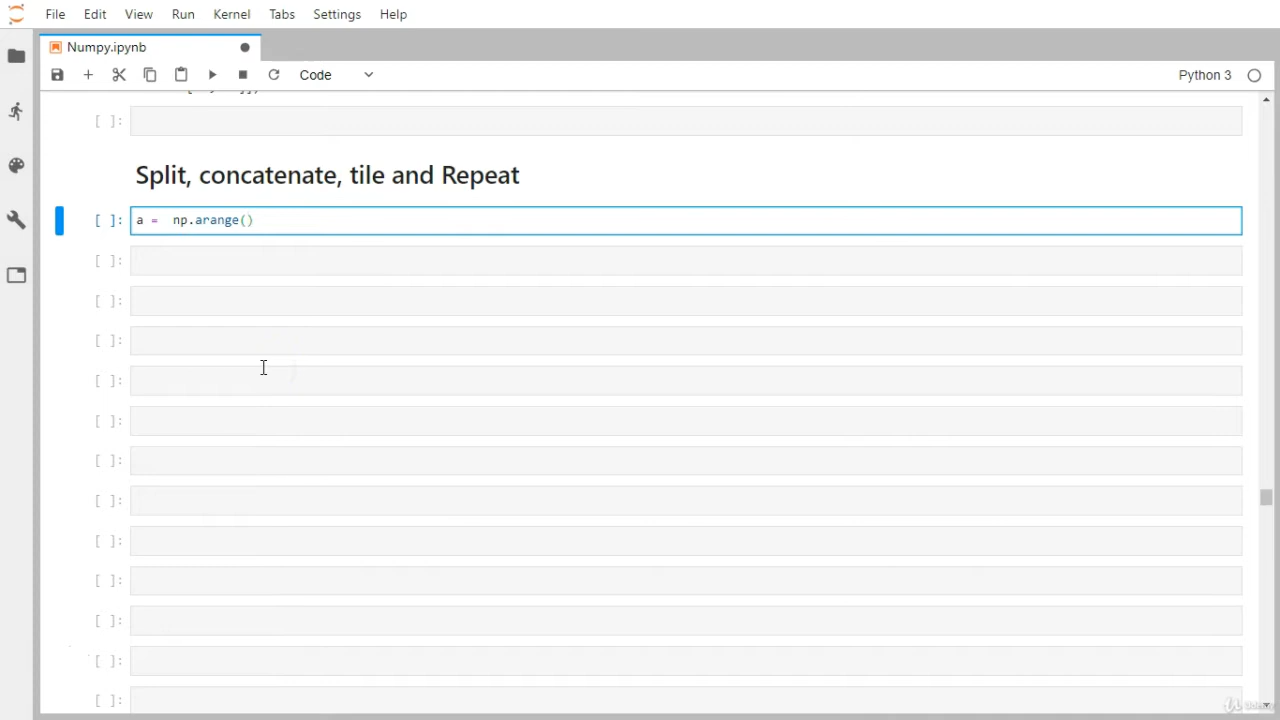 File Edit View Run Kernel Tabs Settings Help
Numpy.ipynb
Code Python 3
[ ]:
Split, concatenate, tile and Repeat
[ ]: a =  np.arange()
[ ]:
[ ]:
[ ]:
[ ]:
[ ]:
[ ]:
[ ]:
[ ]:
[ ]:
[ ]:
[ ]:
[ ]: